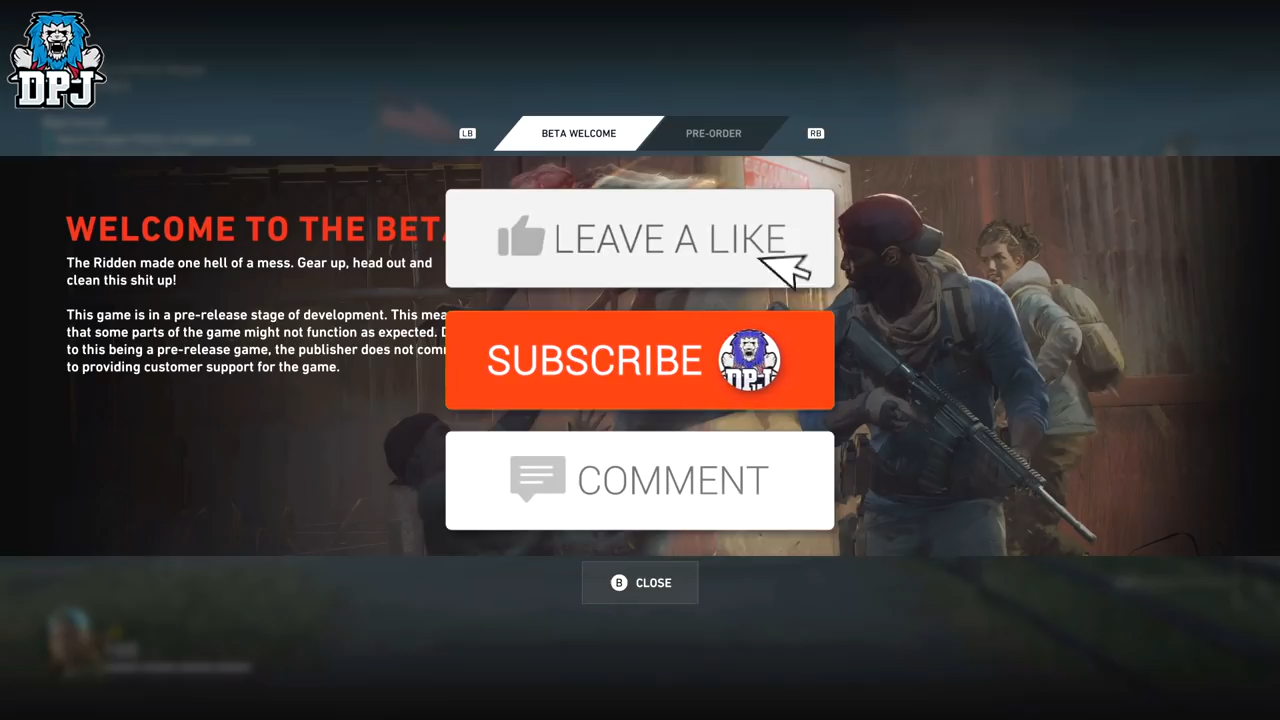 DPJ
LB
BETA WELCOME
PRE-ORDER
RB
WELCOME TO THE BETA
The Ridden made one hell of a mess. Gear up, head out and
clean this shit up!
This game is in a pre-release stage of development. This mea
that some parts of the game might not function as expected. D
to this being a pre-release game, the publisher does not com
to providing customer support for the game.
LEAVE A LIKE
SUBSCRIBE
DPJ
COMMENT
B CLOSE